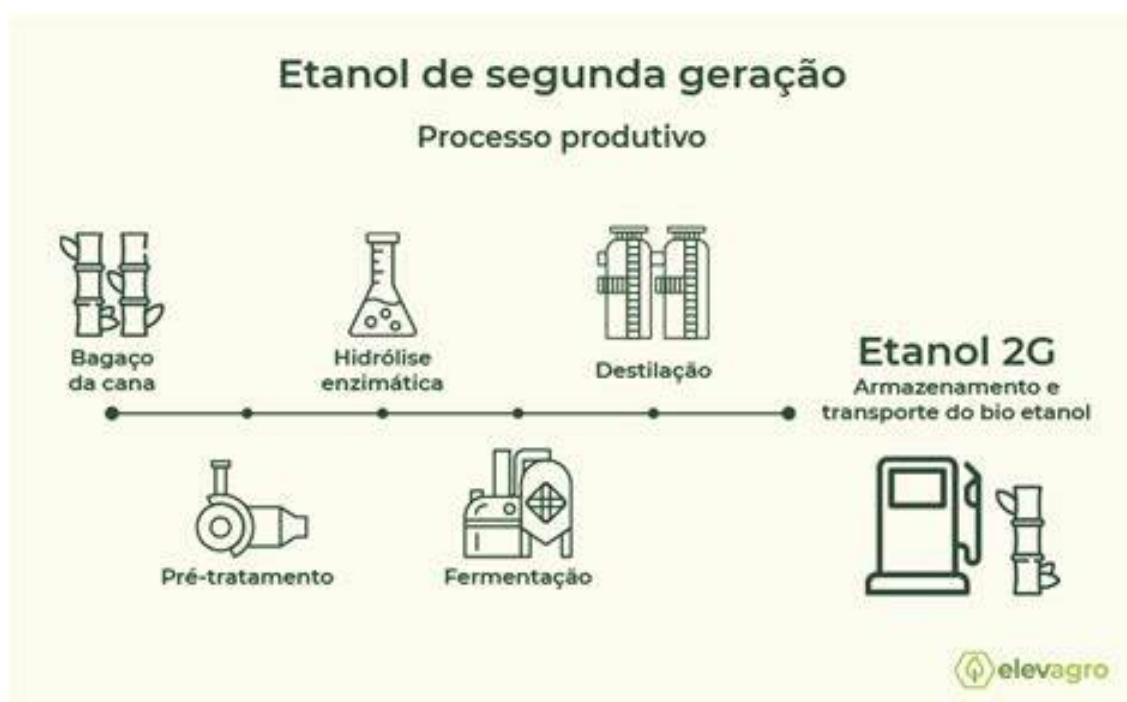 Etanol de segunda geração
Processo produtivo
Bagaço
da cana
Hidrólise
enzimática
Destilação
Etanol 2G
Armazenamento e
transporte do bio etanol
Pré-tratamento
Fermentação
elevagro